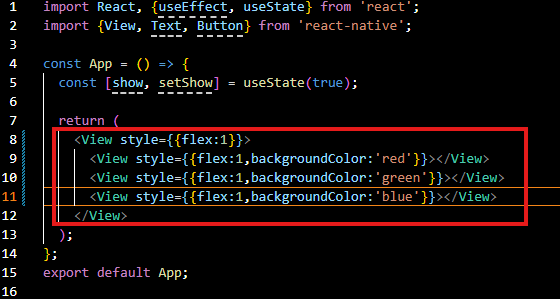 1 import React, {useEffect, useState} from 'react';
2 import {View, Text, Button} from 'react-native';
3
4 const App = () => {
5   const [show, setShow] = useState(true);
6
7   return (
8     <View style={{flex:1}}>
9       <View style={{flex:1,backgroundColor:'red'}}></View>
10       <View style={{flex:1,backgroundColor:'green'}}></View>
11       <View style={{flex:1,backgroundColor:'blue'}}></View>
12     </View>
13   );
14 };
15 export default App;
16